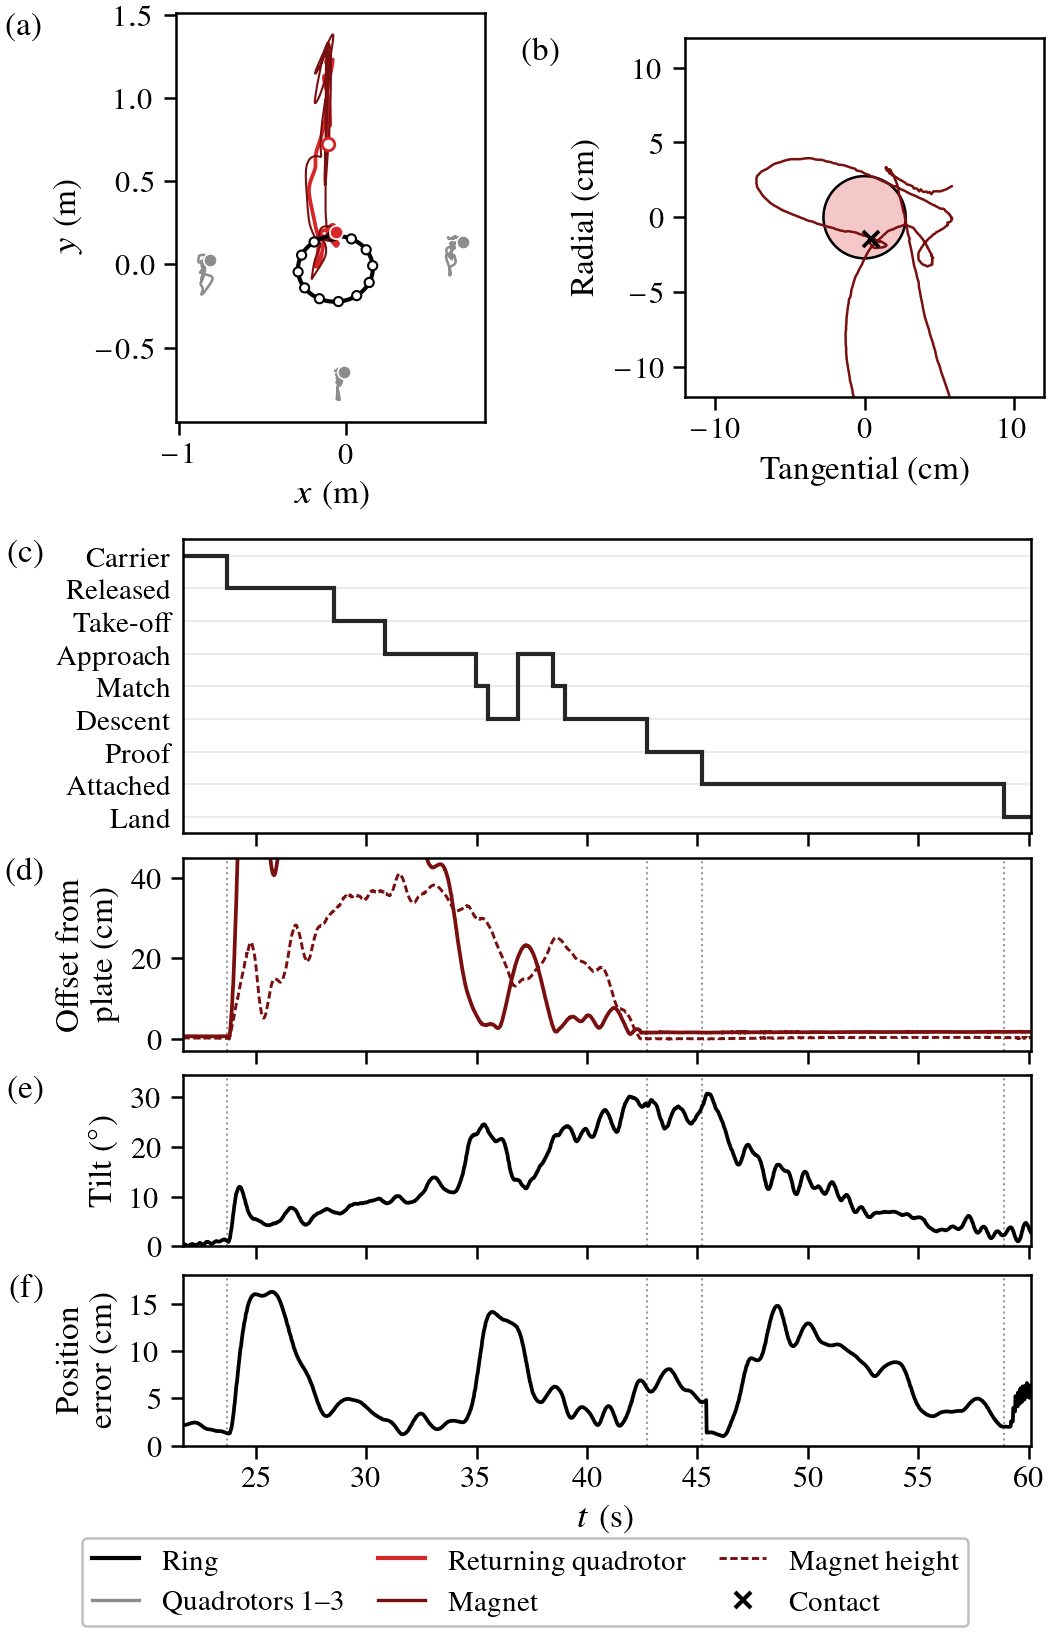 (a)
1.5
1.0
0.5
0.0
−0.5
y (m)
−1
0
x (m)
(b)
10
5
0
−5
−10
Radial (cm)
−10
0
10
Tangential (cm)
(c)
Carrier
Released
Take-off
Approach
Match
Descent
Proof
Attached
Land
(d)
40
20
0
Offset from
plate (cm)
(e)
30
20
10
0
Tilt (°)
(f)
15
10
5
0
Position
error (cm)
25
30
35
40
45
50
55
60
t (s)
Ring
Returning quadrotor
Magnet height
Quadrotors 1–3
Magnet
Contact